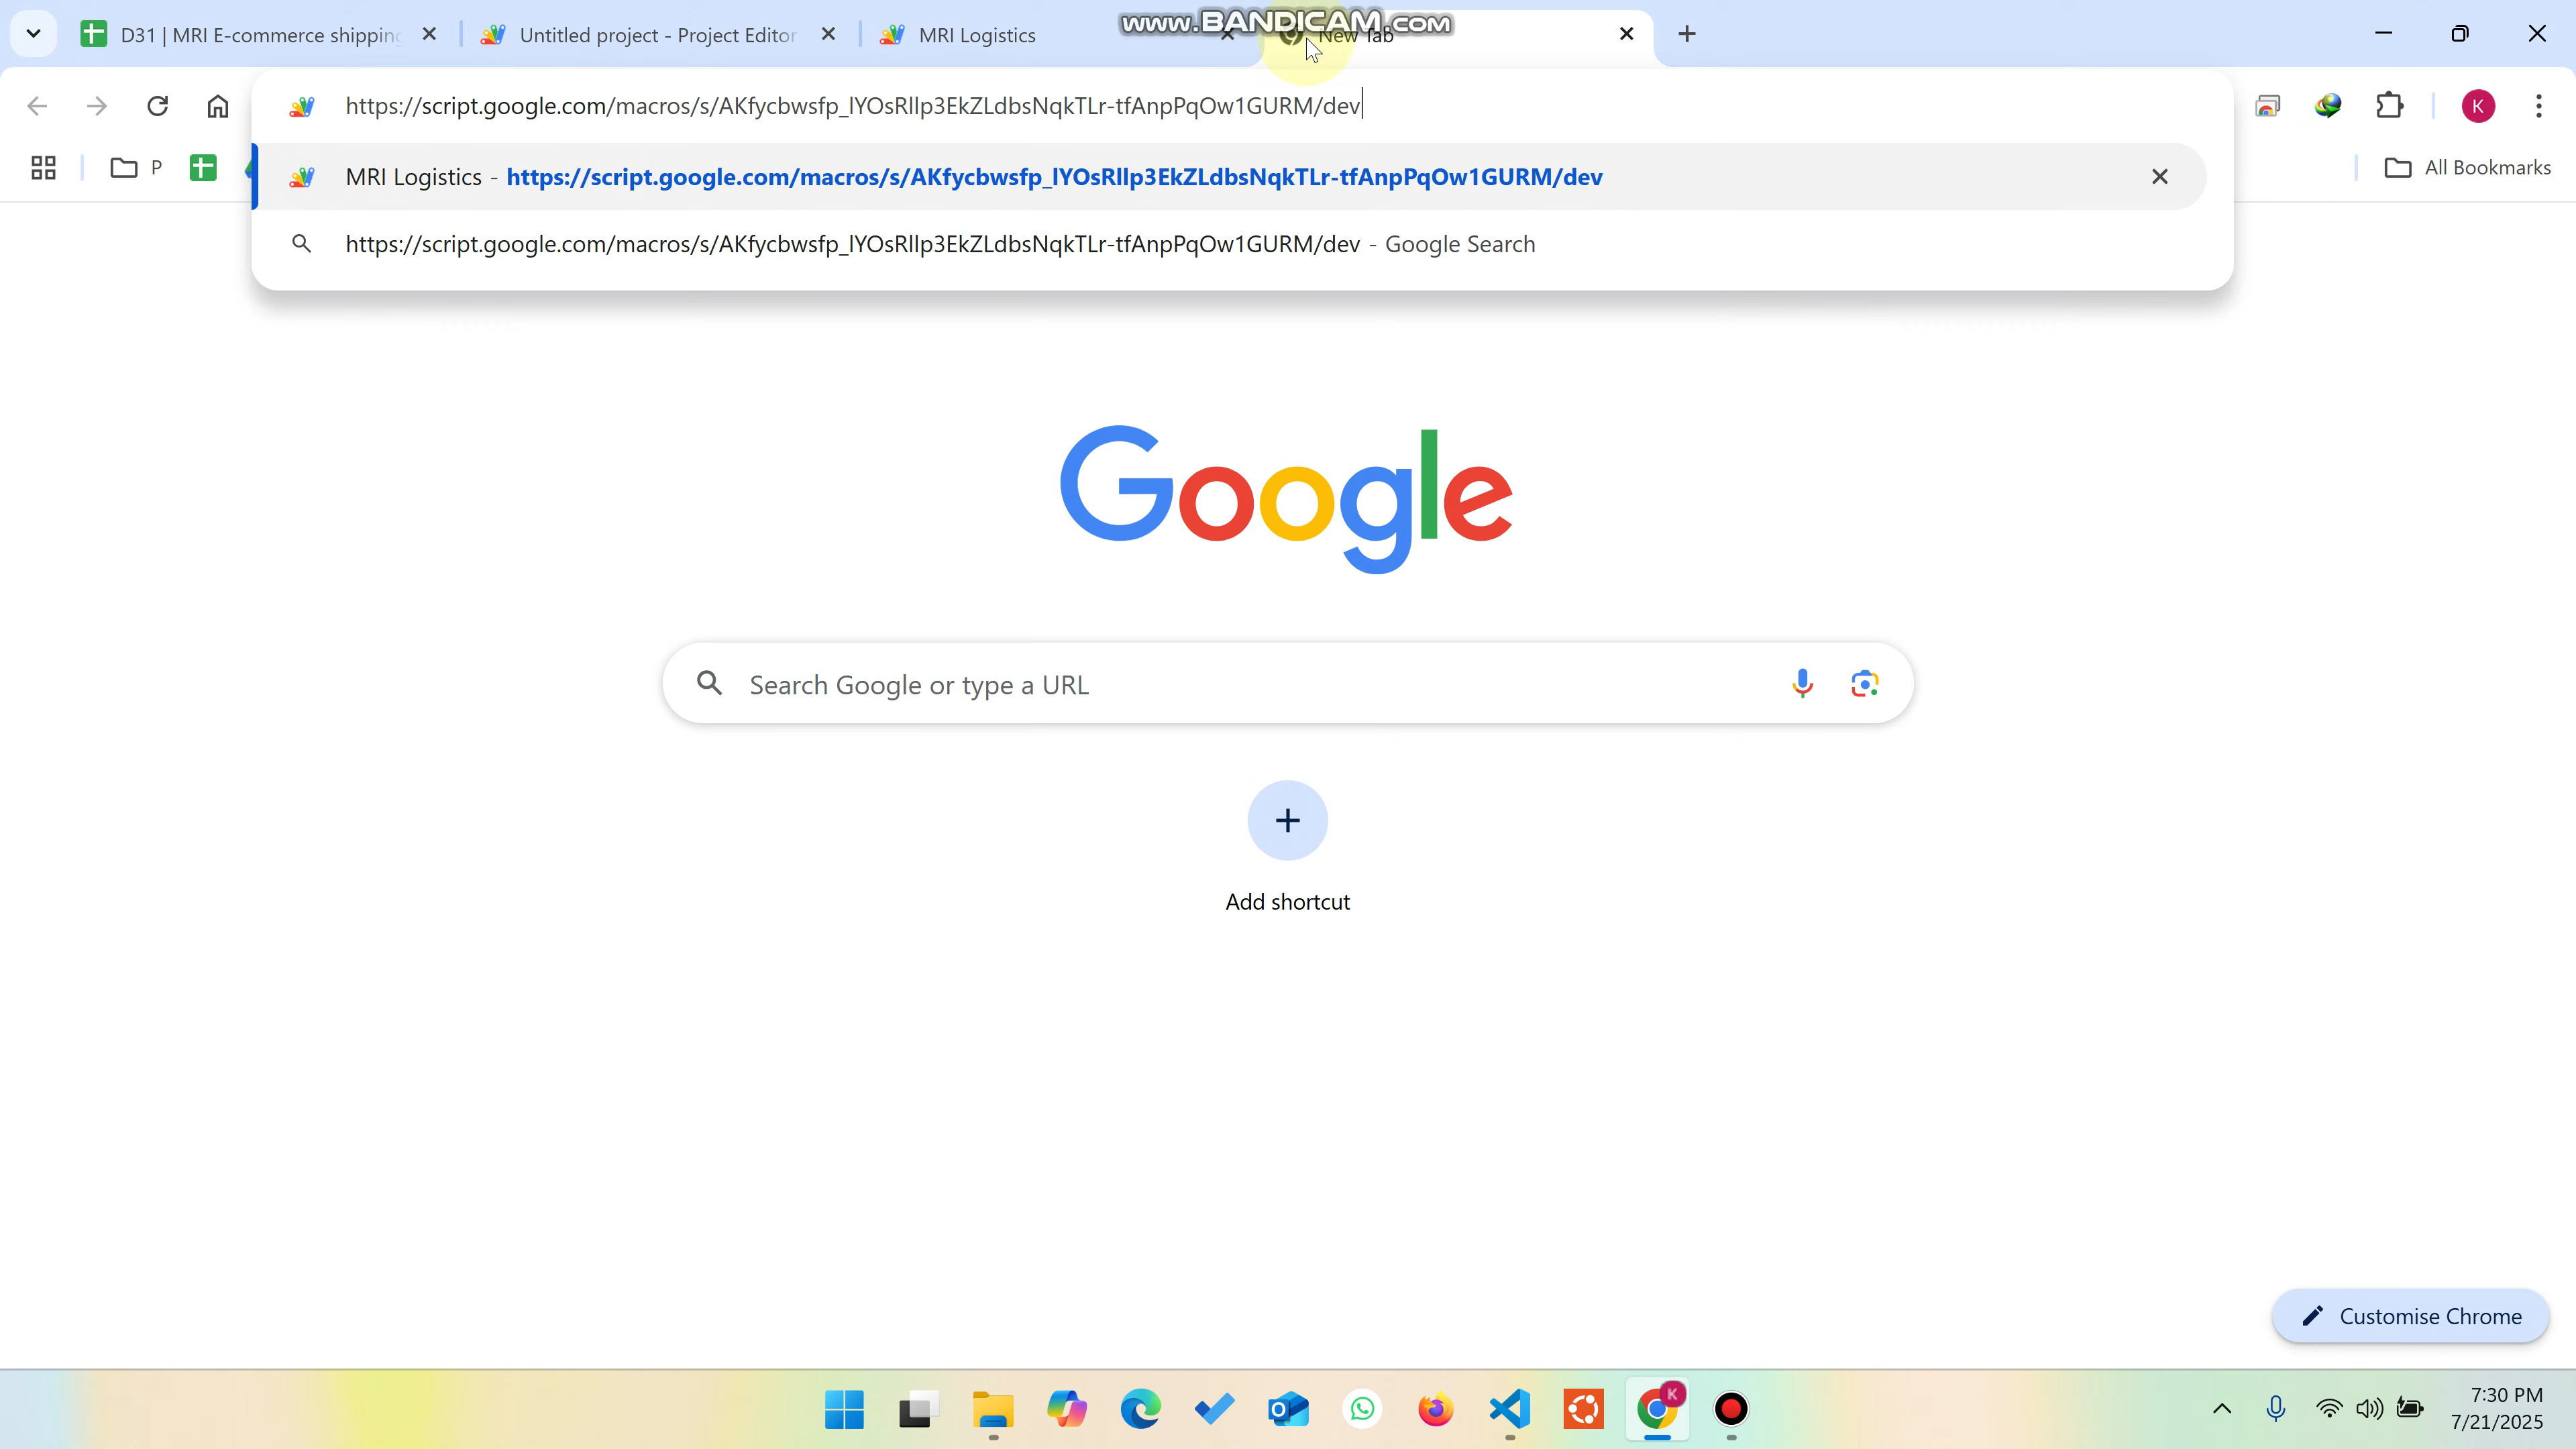 D31 | MRI E-commerce shipping
Untitled project - Project Editor
MRI Logistics
www.BANDICAM.com
New Tab
https://script.google.com/macros/s/AKfycbwsfp_lYOsRllp3EkZLdbsNqkTLr-tfAnpPqOw1GURM/dev
K
P
All Bookmarks
MRI Logistics - https://script.google.com/macros/s/AKfycbwsfp_lYOsRllp3EkZLdbsNqkTLr-tfAnpPqOw1GURM/dev
https://script.google.com/macros/s/AKfycbwsfp_lYOsRllp3EkZLdbsNqkTLr-tfAnpPqOw1GURM/dev - Google Search
Google
Search Google or type a URL
Add shortcut
Customise Chrome
K
7:30 PM
7/21/2025